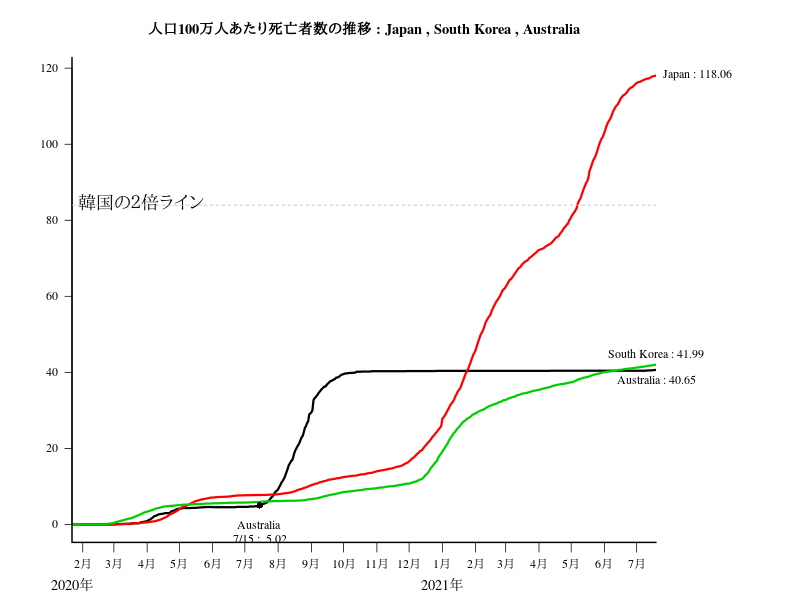 人口100万人あたり死亡者数の推移 : Japan , South Korea , Australia
120
Japan : 118.06
100
韓国の2倍ライン
80
60
South Korea : 41.99
40
Australia : 40.65
20
0
Australia
7/15 : 5.02
2月 3月 4月 5月 6月 7月 8月 9月 10月 11月 12月 1月 2月 3月 4月 5月 6月 7月
2020年 2021年